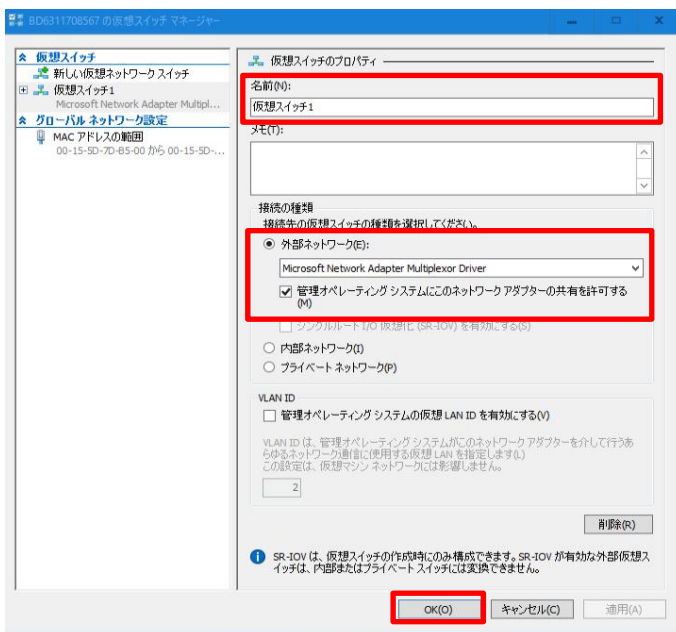 BD6311708567 の仮想スイッチ マネージャー
仮想スイッチ
新しい仮想ネットワーク スイッチ
仮想スイッチ1
Microsoft Network Adapter Multipl...
グローバル ネットワーク設定
MAC アドレスの範囲
00-15-5D-7D-B5-00 から 00-15-5D-...
仮想スイッチのプロパティ
名前(N):
仮想スイッチ1
メモ(T):
接続の種類
接続先の仮想スイッチの種類を選択してください。
外部ネットワーク(E):
Microsoft Network Adapter Multiplexor Driver
管理オペレーティング システムにこのネットワーク アダプターの共有を許可する
(M)
シングルルート I/O 仮想化 (SR-IOV) を有効にする(S)
内部ネットワーク(I)
プライベート ネットワーク(P)
VLAN ID
管理オペレーティング システムの仮想 LAN ID を有効にする(V)
VLAN ID は、管理オペレーティング システムがこのネットワーク アダプターを介して行うあ
らゆるネットワーク通信に使用する仮想 LAN を指定します(L)
この設定は、仮想マシン ネットワークには影響しません。
2
削除(R)
SR-IOV は、仮想スイッチの作成時にのみ構成できます。SR-IOV が有効な外部仮想ス
イッチは、内部またはプライベート スイッチには変換できません。
OK(O)
キャンセル(C)
適用(A)